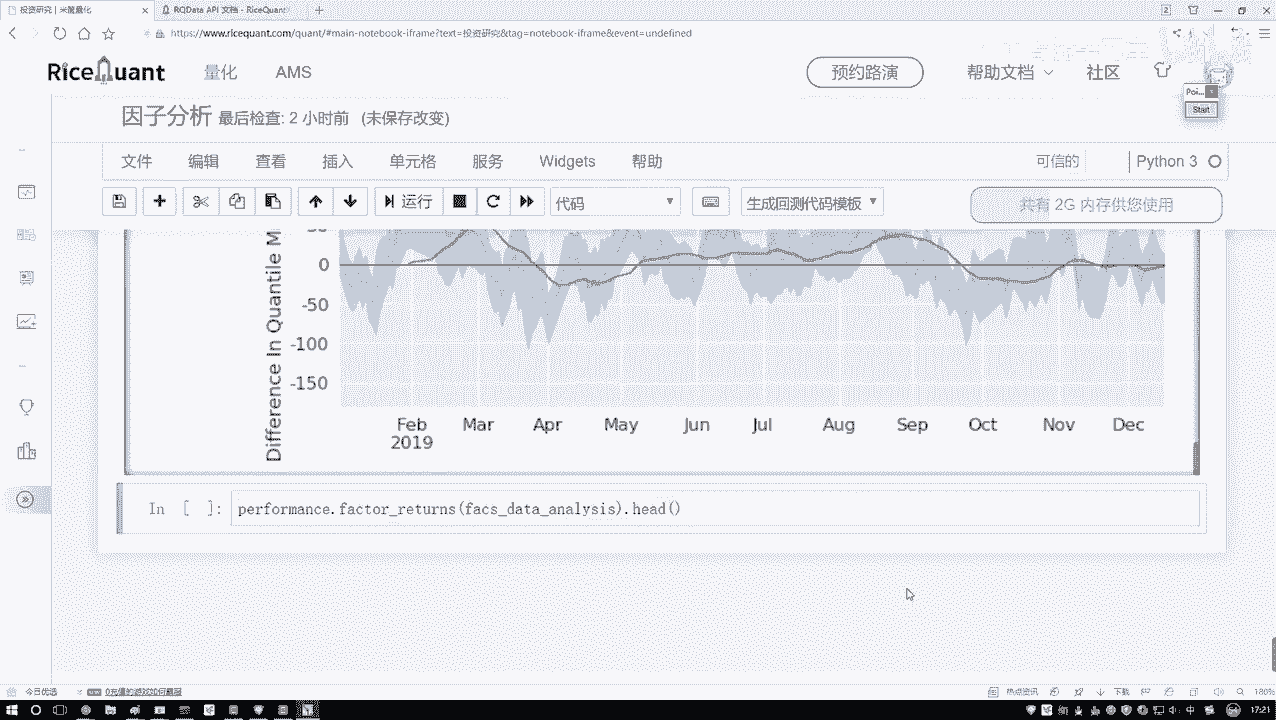 投资研究 | 米筐量化
RQData API 文档 - RiceQuant
https://www.ricequant.com/quant/#main-notebook-iframe?text=投资研究&tag=notebook-iframe&event=undefined
RiceQuant
量化
AMS
预约路演
帮助文档
社区
Poi...
Start
因子分析 最后检查: 2 小时前 (未保存改变)
文件
编辑
查看
插入
单元格
服务
Widgets
帮助
可信的
Python 3
运行
代码
生成回测代码模板
共有 2G 内存供您使用
Difference In Quantile M
50
0
-50
-100
-150
Feb
2019
Mar
Apr
May
Jun
Jul
Aug
Sep
Oct
Nov
Dec
In [ ]:
performance.factor_returns(facs_data_analysis).head()
今日优选
热点资讯
下载
180%
中
17:21